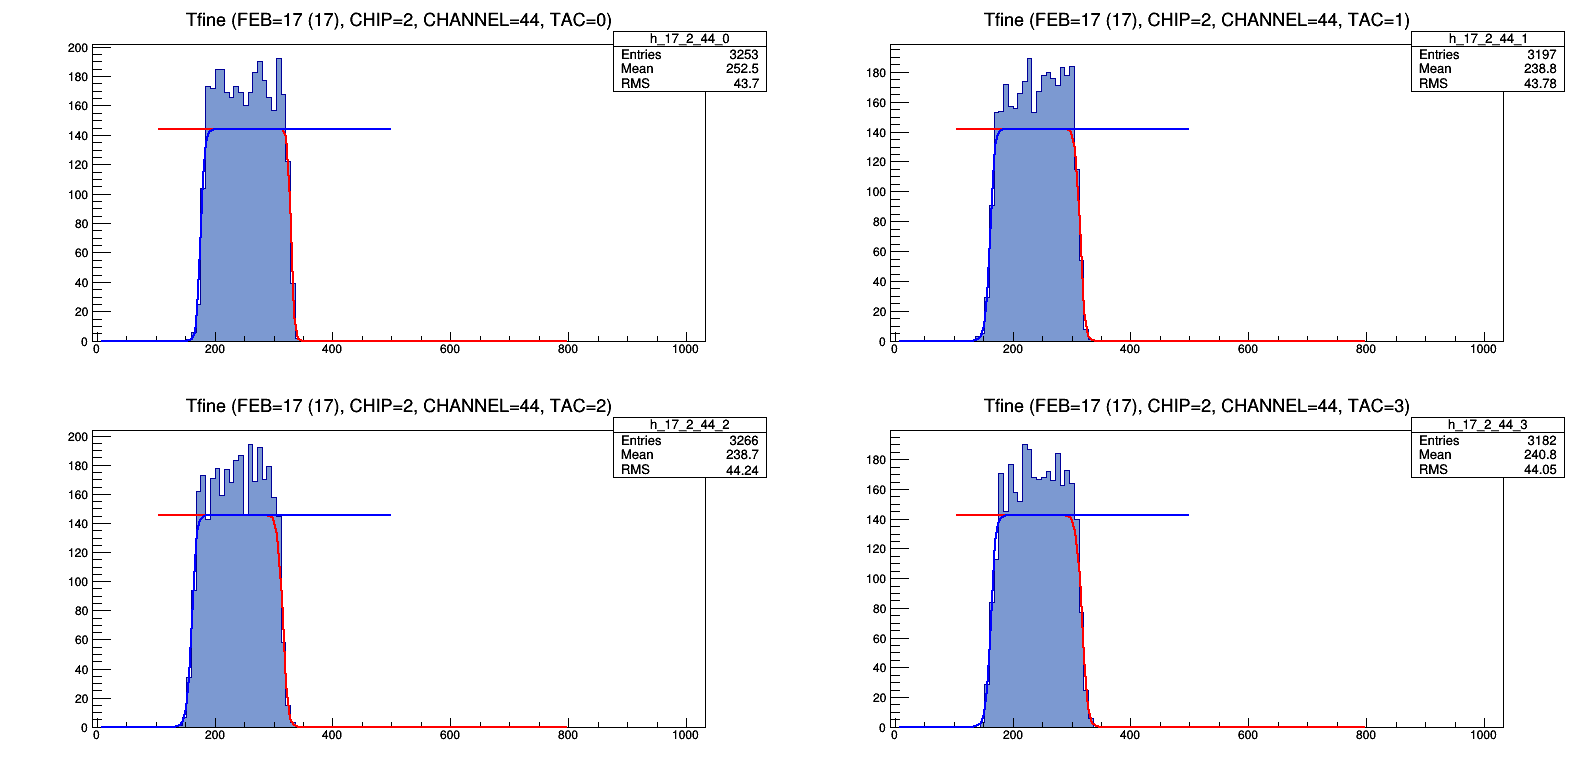 Tfine (FEB=17 (17), CHIP=2, CHANNEL=44, TAC=0)
h_17_2_44_0
Entries 3253
Mean 252.5
RMS 43.7
200
180
160
140
120
100
80
60
40
20
0
0 200 400 600 800 1000
Tfine (FEB=17 (17), CHIP=2, CHANNEL=44, TAC=1)
h_17_2_44_1
Entries 3197
Mean 238.8
RMS 43.78
180
160
140
120
100
80
60
40
20
0
0 200 400 600 800 1000
Tfine (FEB=17 (17), CHIP=2, CHANNEL=44, TAC=2)
h_17_2_44_2
Entries 3266
Mean 238.7
RMS 44.24
200
180
160
140
120
100
80
60
40
20
0
0 200 400 600 800 1000
Tfine (FEB=17 (17), CHIP=2, CHANNEL=44, TAC=3)
h_17_2_44_3
Entries 3182
Mean 240.8
RMS 44.05
180
160
140
120
100
80
60
40
20
0
0 200 400 600 800 1000